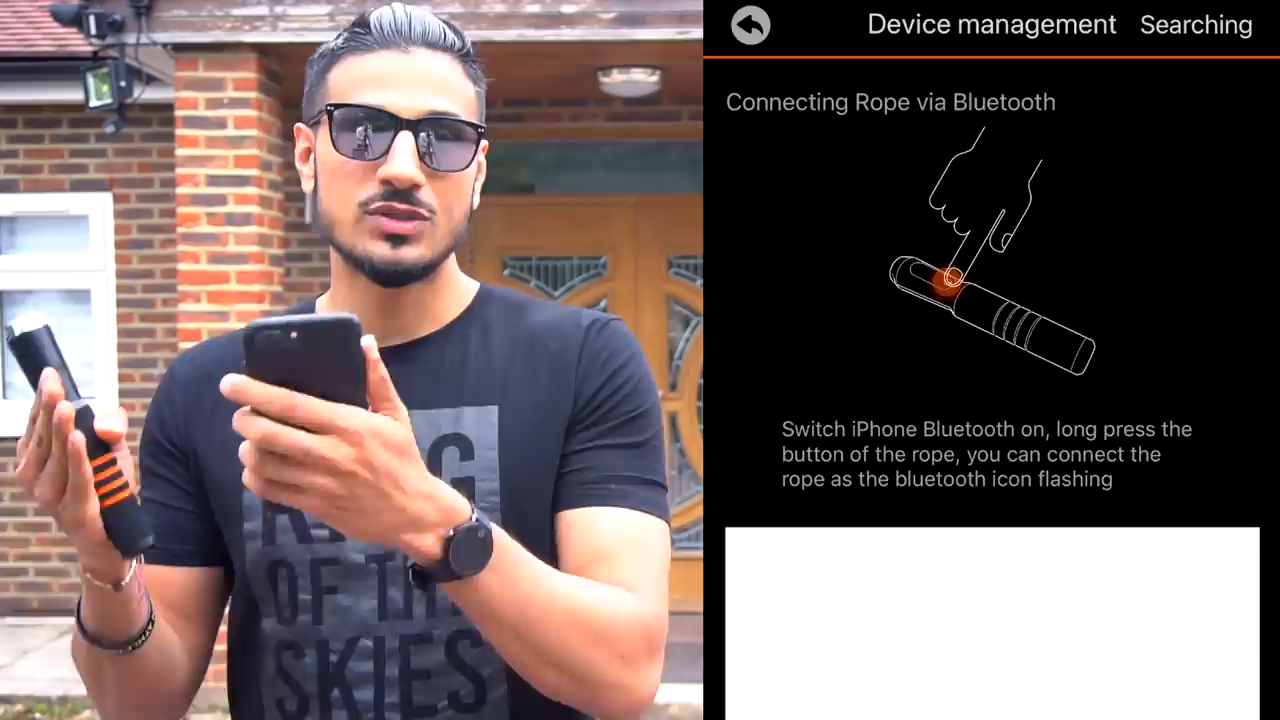 Device management
Searching
Connecting Rope via Bluetooth
Switch iPhone Bluetooth on, long press the
button of the rope, you can connect the
rope as the bluetooth icon flashing
OF
SKIES